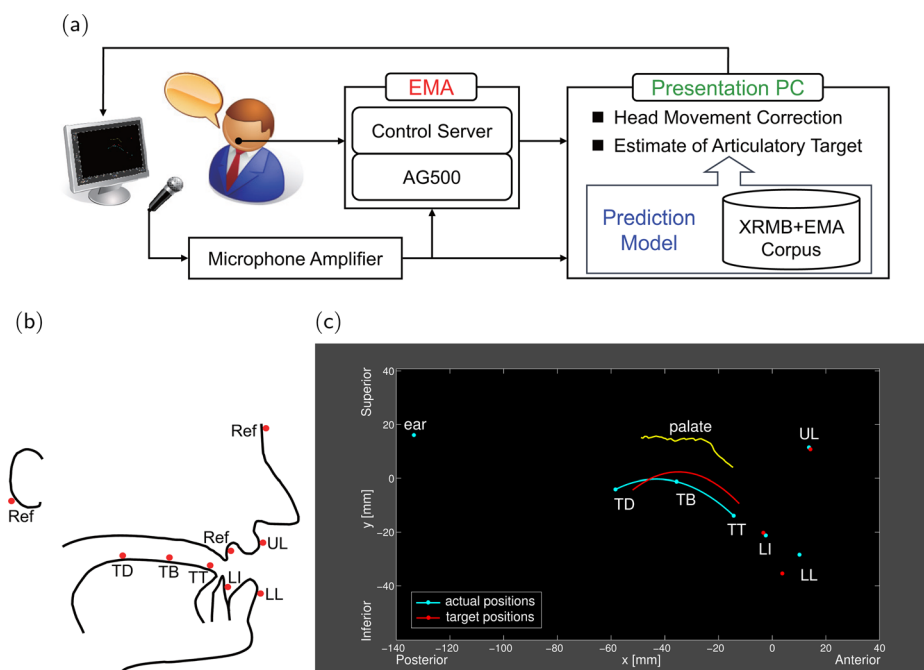 (a)
EMA
Control Server
AG500
Microphone Amplifier
Presentation PC
■ Head Movement Correction
■ Estimate of Articulatory Target
Prediction
Model
XRMB+EMA
Corpus
(b)
Ref
Ref
Ref
UL
TD
TB
TT
LI
LL
(c)
Superior
Inferior
y [mm]
40
20
0
−20
−40
−60
ear
palate
UL
TD
TB
TT
LI
LL
actual positions
target positions
−140
−120
−100
−80
−60
−40
−20
0
20
40
Posterior
x [mm]
Anterior